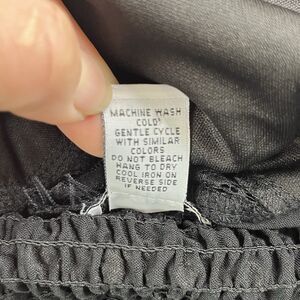 MACHINE WASH
COLD
GENTLE CYCLE
WITH SIMILAR
COLORS
DO NOT BLEACH
HANG TO DRY
COOL IRON ON
REVERSE SIDE
IF NEEDED